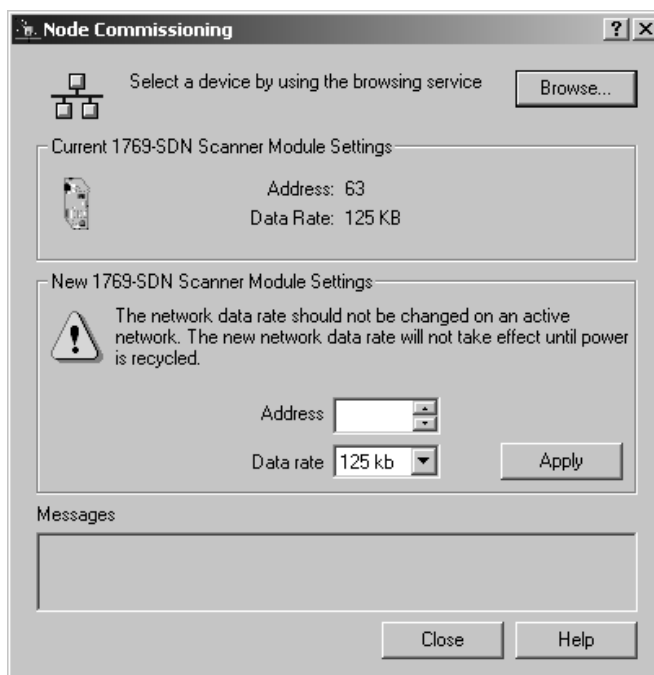 Node Commissioning
Select a device by using the browsing service
Browse...
Current 1769-SDN Scanner Module Settings
Address: 63
Data Rate: 125 KB
New 1769-SDN Scanner Module Settings
The network data rate should not be changed on an active
network. The new network data rate will not take effect until power
is recycled.
Address
Data rate 125 kb
Apply
Messages
Close
Help